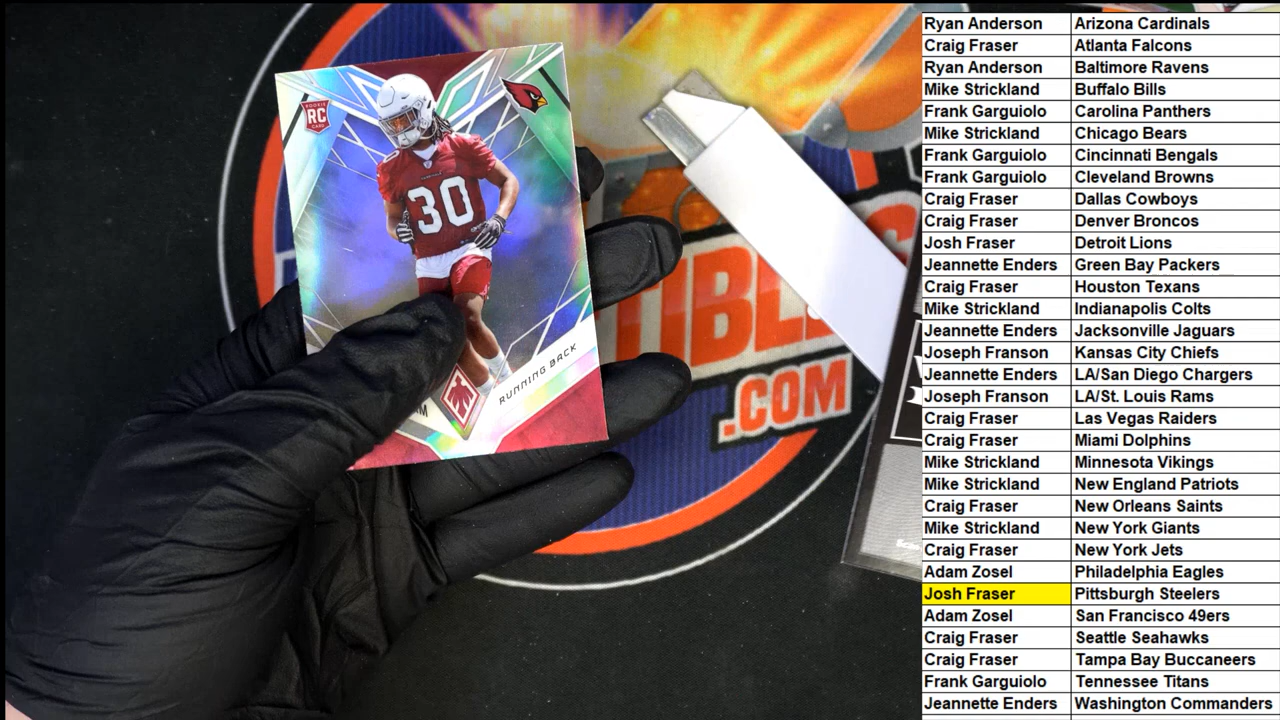 ROOKIE
RC
CARD
30
RUNNING BACK
AM
TIBL
.COM
Ryan Anderson Arizona Cardinals
Craig Fraser Atlanta Falcons
Ryan Anderson Baltimore Ravens
Mike Strickland Buffalo Bills
Frank Garguiolo Carolina Panthers
Mike Strickland Chicago Bears
Frank Garguiolo Cincinnati Bengals
Frank Garguiolo Cleveland Browns
Craig Fraser Dallas Cowboys
Craig Fraser Denver Broncos
Josh Fraser Detroit Lions
Jeannette Enders Green Bay Packers
Craig Fraser Houston Texans
Mike Strickland Indianapolis Colts
Jeannette Enders Jacksonville Jaguars
Joseph Franson Kansas City Chiefs
Jeannette Enders LA/San Diego Chargers
Joseph Franson LA/St. Louis Rams
Craig Fraser Las Vegas Raiders
Craig Fraser Miami Dolphins
Mike Strickland Minnesota Vikings
Mike Strickland New England Patriots
Craig Fraser New Orleans Saints
Mike Strickland New York Giants
Craig Fraser New York Jets
Adam Zosel Philadelphia Eagles
Josh Fraser Pittsburgh Steelers
Adam Zosel San Francisco 49ers
Craig Fraser Seattle Seahawks
Craig Fraser Tampa Bay Buccaneers
Frank Garguiolo Tennessee Titans
Jeannette Enders Washington Commanders